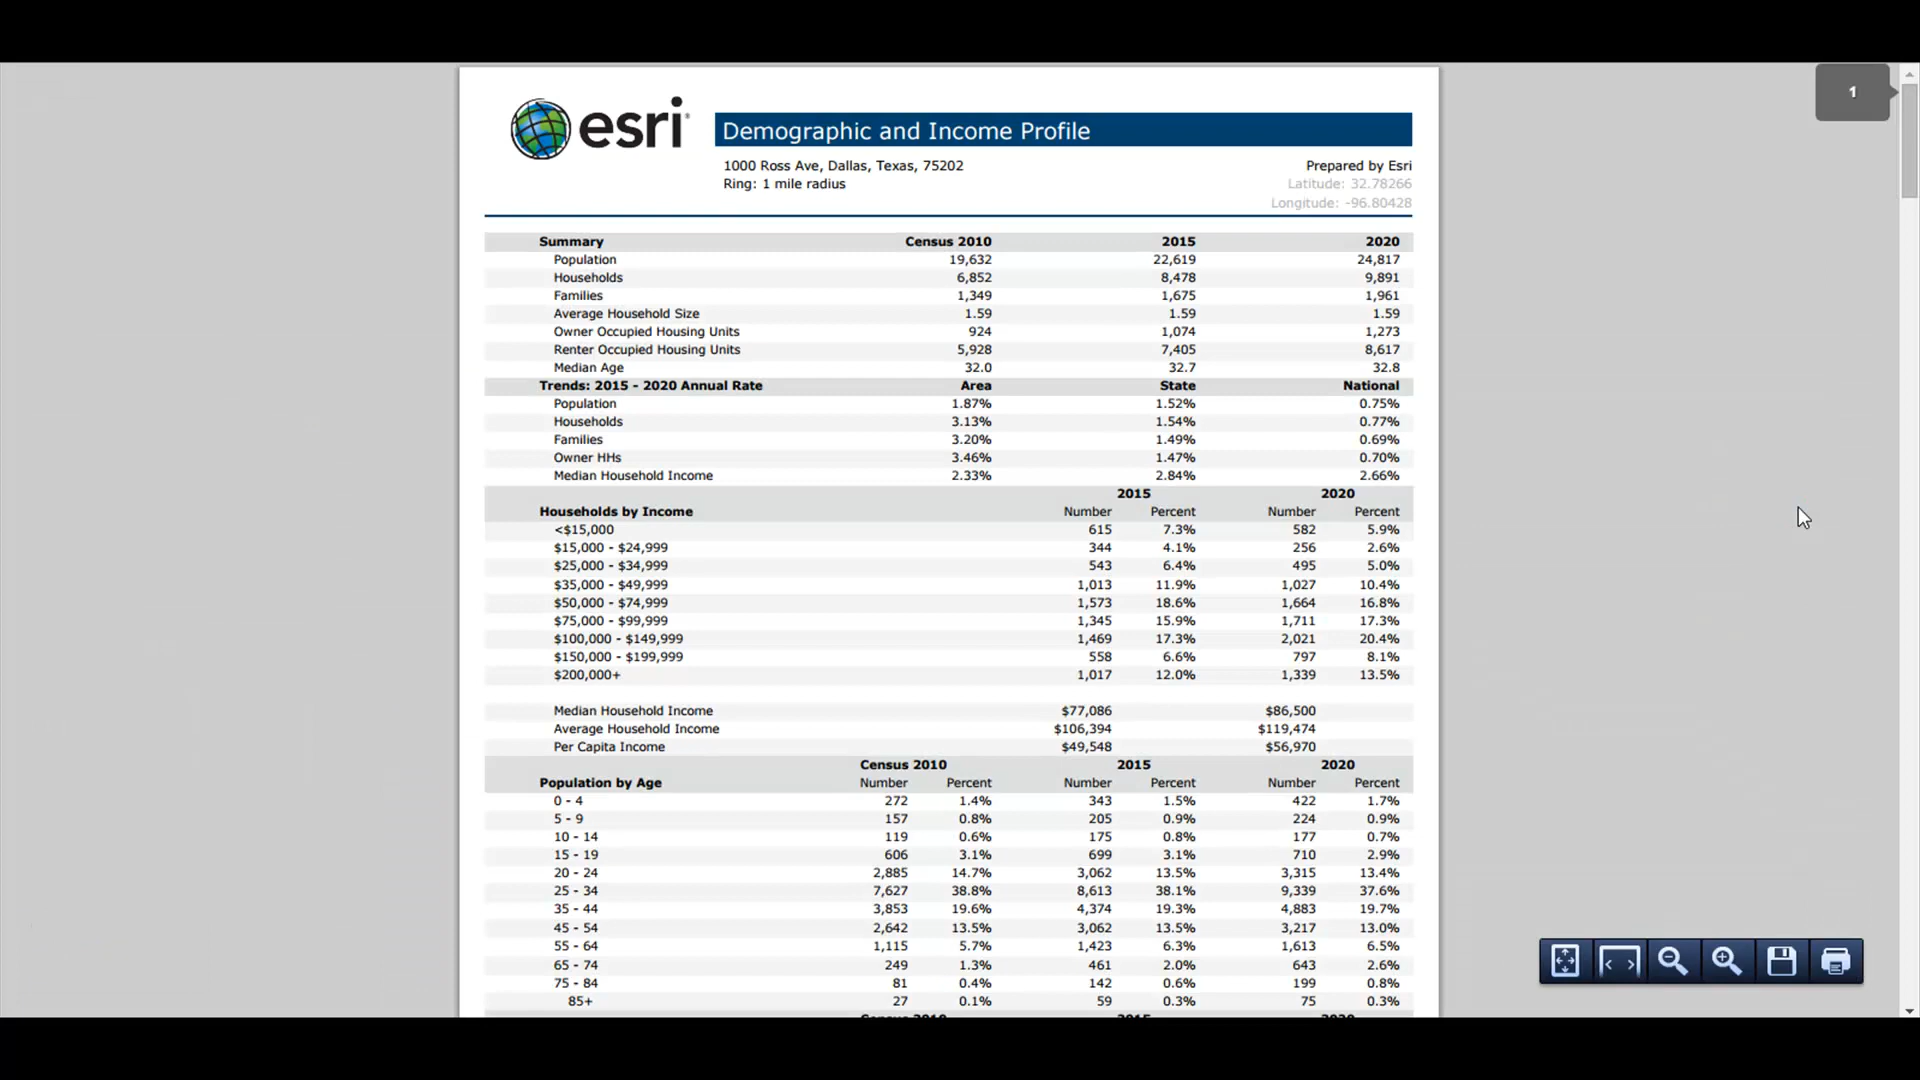 1
esri
Demographic and Income Profile
1000 Ross Ave, Dallas, Texas, 75202 Prepared by Esri
Ring: 1 mile radius Latitude: 32.78266
Longitude: -96.80428
Summary Census 2010 2015 2020
Population 19,632 22,619 24,817
Households 6,852 8,478 9,891
Families 1,349 1,675 1,961
Average Household Size 1.59 1.59 1.59
Owner Occupied Housing Units 924 1,074 1,273
Renter Occupied Housing Units 5,928 7,405 8,617
Median Age 32.0 32.7 32.8
Trends: 2015 - 2020 Annual Rate Area State National
Population 1.87% 1.52% 0.75%
Households 3.13% 1.54% 0.77%
Families 3.20% 1.49% 0.69%
Owner HHs 3.46% 1.47% 0.70%
Median Household Income 2.33% 2.84% 2.66%
2015 2020
Households by Income Number Percent Number Percent
<$15,000 615 7.3% 582 5.9%
$15,000 - $24,999 344 4.1% 256 2.6%
$25,000 - $34,999 543 6.4% 495 5.0%
$35,000 - $49,999 1,013 11.9% 1,027 10.4%
$50,000 - $74,999 1,573 18.6% 1,664 16.8%
$75,000 - $99,999 1,345 15.9% 1,711 17.3%
$100,000 - $149,999 1,469 17.3% 2,021 20.4%
$150,000 - $199,999 558 6.6% 797 8.1%
$200,000+ 1,017 12.0% 1,339 13.5%
Median Household Income $77,086 $86,500
Average Household Income $106,394 $119,474
Per Capita Income $49,548 $56,970
Census 2010 2015 2020
Population by Age Number Percent Number Percent Number Percent
0 - 4 272 1.4% 343 1.5% 422 1.7%
5 - 9 157 0.8% 205 0.9% 224 0.9%
10 - 14 119 0.6% 175 0.8% 177 0.7%
15 - 19 606 3.1% 699 3.1% 710 2.9%
20 - 24 2,885 14.7% 3,062 13.5% 3,315 13.4%
25 - 34 7,627 38.8% 8,613 38.1% 9,339 37.6%
35 - 44 3,853 19.6% 4,374 19.3% 4,883 19.7%
45 - 54 2,642 13.5% 3,062 13.5% 3,217 13.0%
55 - 64 1,115 5.7% 1,423 6.3% 1,613 6.5%
65 - 74 249 1.3% 461 2.0% 643 2.6%
75 - 84 81 0.4% 142 0.6% 199 0.8%
85+ 27 0.1% 59 0.3% 75 0.3%
Census 2010 2015 2020